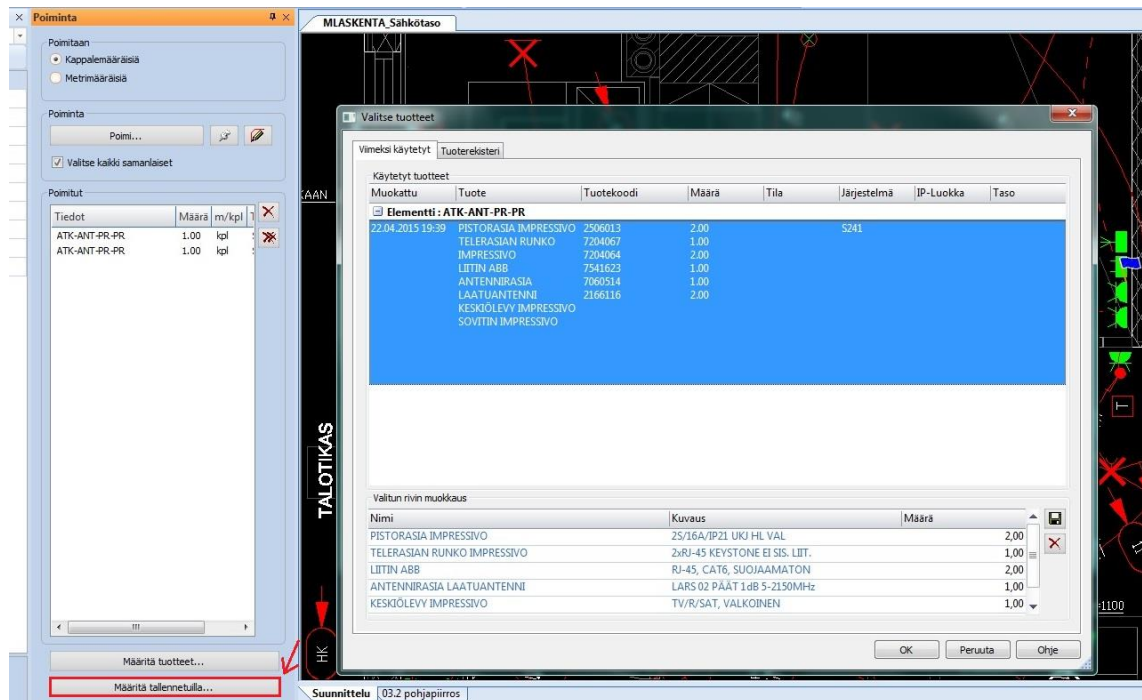 Poiminta
Poimitaan
Kappalemääräisiä
Metrimääräisiä
Poiminta
Poimi...
Valitse kaikki samanlaiset
Poimitut
Tiedot Määrä m/kpl
ATK-ANT-PR-PR 1.00 kpl
ATK-ANT-PR-PR 1.00 kpl
Määritä tuotteet...
Määritä tallennetuilla...
MLASKENTA_Sähkötaso
KAAN
TALOTIKAS
HK
Valitse tuotteet
Viimeksi käytetyt Tuoterekisteri
Käytetyt tuotteet
Muokattu Tuote Tuotekoodi Määrä Tila Järjestelmä IP-Luokka Taso
Elementti : ATK-ANT-PR-PR
22.04.2015 19:39 PISTORASIA IMPRESSIVO 2506013 2.00 S241
TELERASIAN RUNKO 7204067 1.00
IMPRESSIVO 7204064 2.00
LIITIN ABB 7541623 1.00
ANTENNIRASIA 7060514 1.00
LAATUANTENNI 2166116 2.00
KESKIÖLEVY IMPRESSIVO
SOVITIN IMPRESSIVO
Valitun rivin muokkaus
Nimi Kuvaus Määrä
PISTORASIA IMPRESSIVO 2S/16A/IP21 UKJ HL VAL 2,00
TELERASIAN RUNKO IMPRESSIVO 2xRJ-45 KEYSTONE EI SIS. LIIT. 1,00
LIITIN ABB RJ-45, CAT6, SUOJAAMATON 2,00
ANTENNIRASIA LAATUANTENNI LARS 02 PÄÄT 1dB 5-2150MHz 1,00
KESKIÖLEVY IMPRESSIVO TV/R/SAT, VALKOINEN 1,00
OK Peruuta Ohje
T
=1100
Suunnittelu 03.2 pohjapiirros